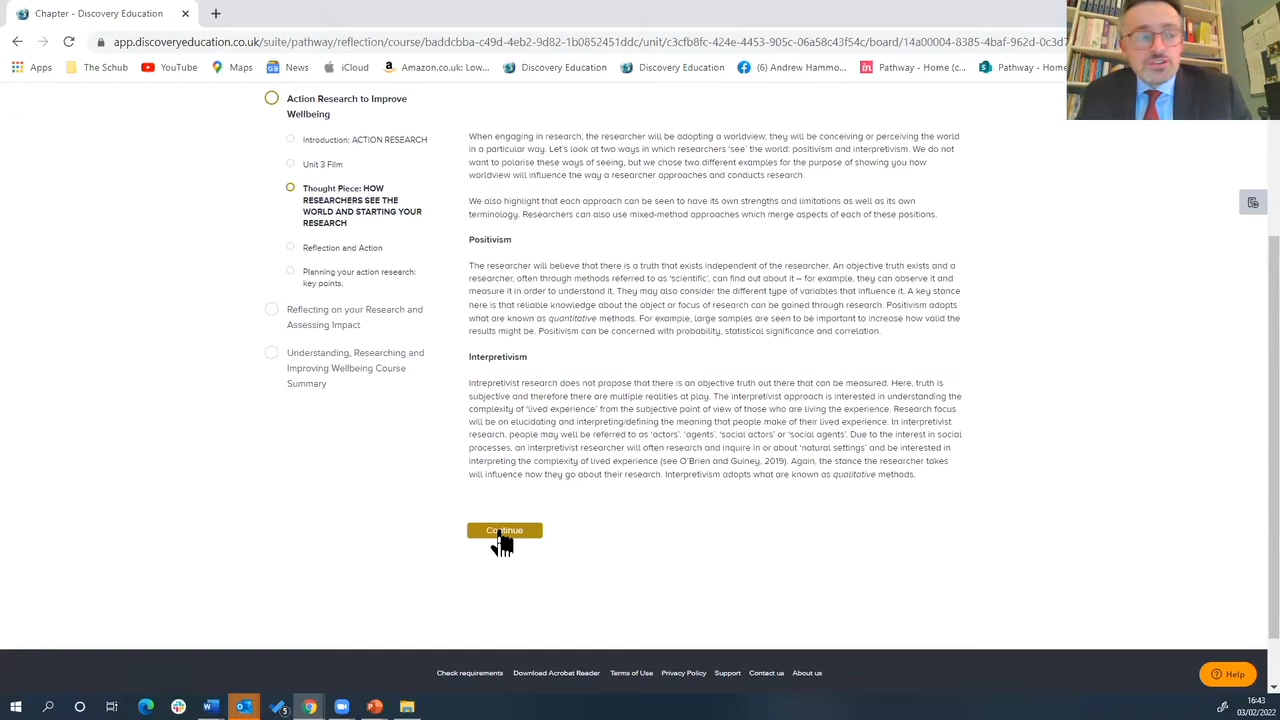 Chapter - Discovery Education
app.discoveryeducation.co.uk/suite/pathway/reflection/course/baddcbba-c49d-4eb2-9d82-1b0852451ddc/unit/c3cfb8fc-424e-4453-905c-06a58c43f54c/board/14a00004-8385-4baf-962d-0c3d7
Apps The Schub YouTube Maps News iCloud Amazon.co.uk: Low... Discovery Education Discovery Education (6) Andrew Hammo... Pathway - Home (c... Pathway - Home
Action Research to Improve
Wellbeing
Introduction: ACTION RESEARCH
Unit 3 Film
Thought Piece: HOW
RESEARCHERS SEE THE
WORLD AND STARTING YOUR
RESEARCH
Reflection and Action
Planning your action research:
key points.
Reflecting on your Research and
Assessing Impact
Understanding, Researching and
Improving Wellbeing Course
Summary
When engaging in research, the researcher will be adopting a worldview: they will be conceiving or perceiving the world
in a particular way. Let's look at two ways in which researchers 'see' the world: positivism and interpretivism. We do not
want to polarise these ways of seeing, but we chose two different examples for the purpose of showing you how
worldview will influence the way a researcher approaches and conducts research.
We also highlight that each approach can be seen to have its own strengths and limitations as well as its own
terminology. Researchers can also use mixed-method approaches which merge aspects of each of these positions.
Positivism
The researcher will believe that there is a truth that exists independent of the researcher. An objective truth exists and a
researcher, often through methods referred to as 'scientific', can find out about it – for example, they can observe it and
measure it in order to understand it. They may also consider the different type of variables that influence it. A key stance
here is that reliable knowledge about the object or focus of research can be gained through research. Positivism adopts
what are known as quantitative methods. For example, large samples are seen to be important to increase how valid the
results might be. Positivism can be concerned with probability, statistical significance and correlation.
Interpretivism
Intrepretivist research does not propose that there is an objective truth out there that can be measured. Here, truth is
subjective and therefore there are multiple realities at play. The interpretivist approach is interested in understanding the
complexity of 'lived experience' from the subjective point of view of those who are living the experience. Research focus
will be on elucidating and interpreting/defining the meaning that people make of their lived experience. In interpretivist
research, people may well be referred to as 'actors', 'agents', 'social actors' or 'social agents'. Due to the interest in social
processes, an interpretivist researcher will often research and inquire in or about 'natural settings' and be interested in
interpreting the complexity of lived experience (see O'Brien and Guiney, 2019). Again, the stance the researcher takes
will influence how they go about their research. Interpretivism adopts what are known as qualitative methods.
Continue
Check requirements Download Acrobat Reader Terms of Use Privacy Policy Support Contact us About us
Help
5
16:43
03/02/2022